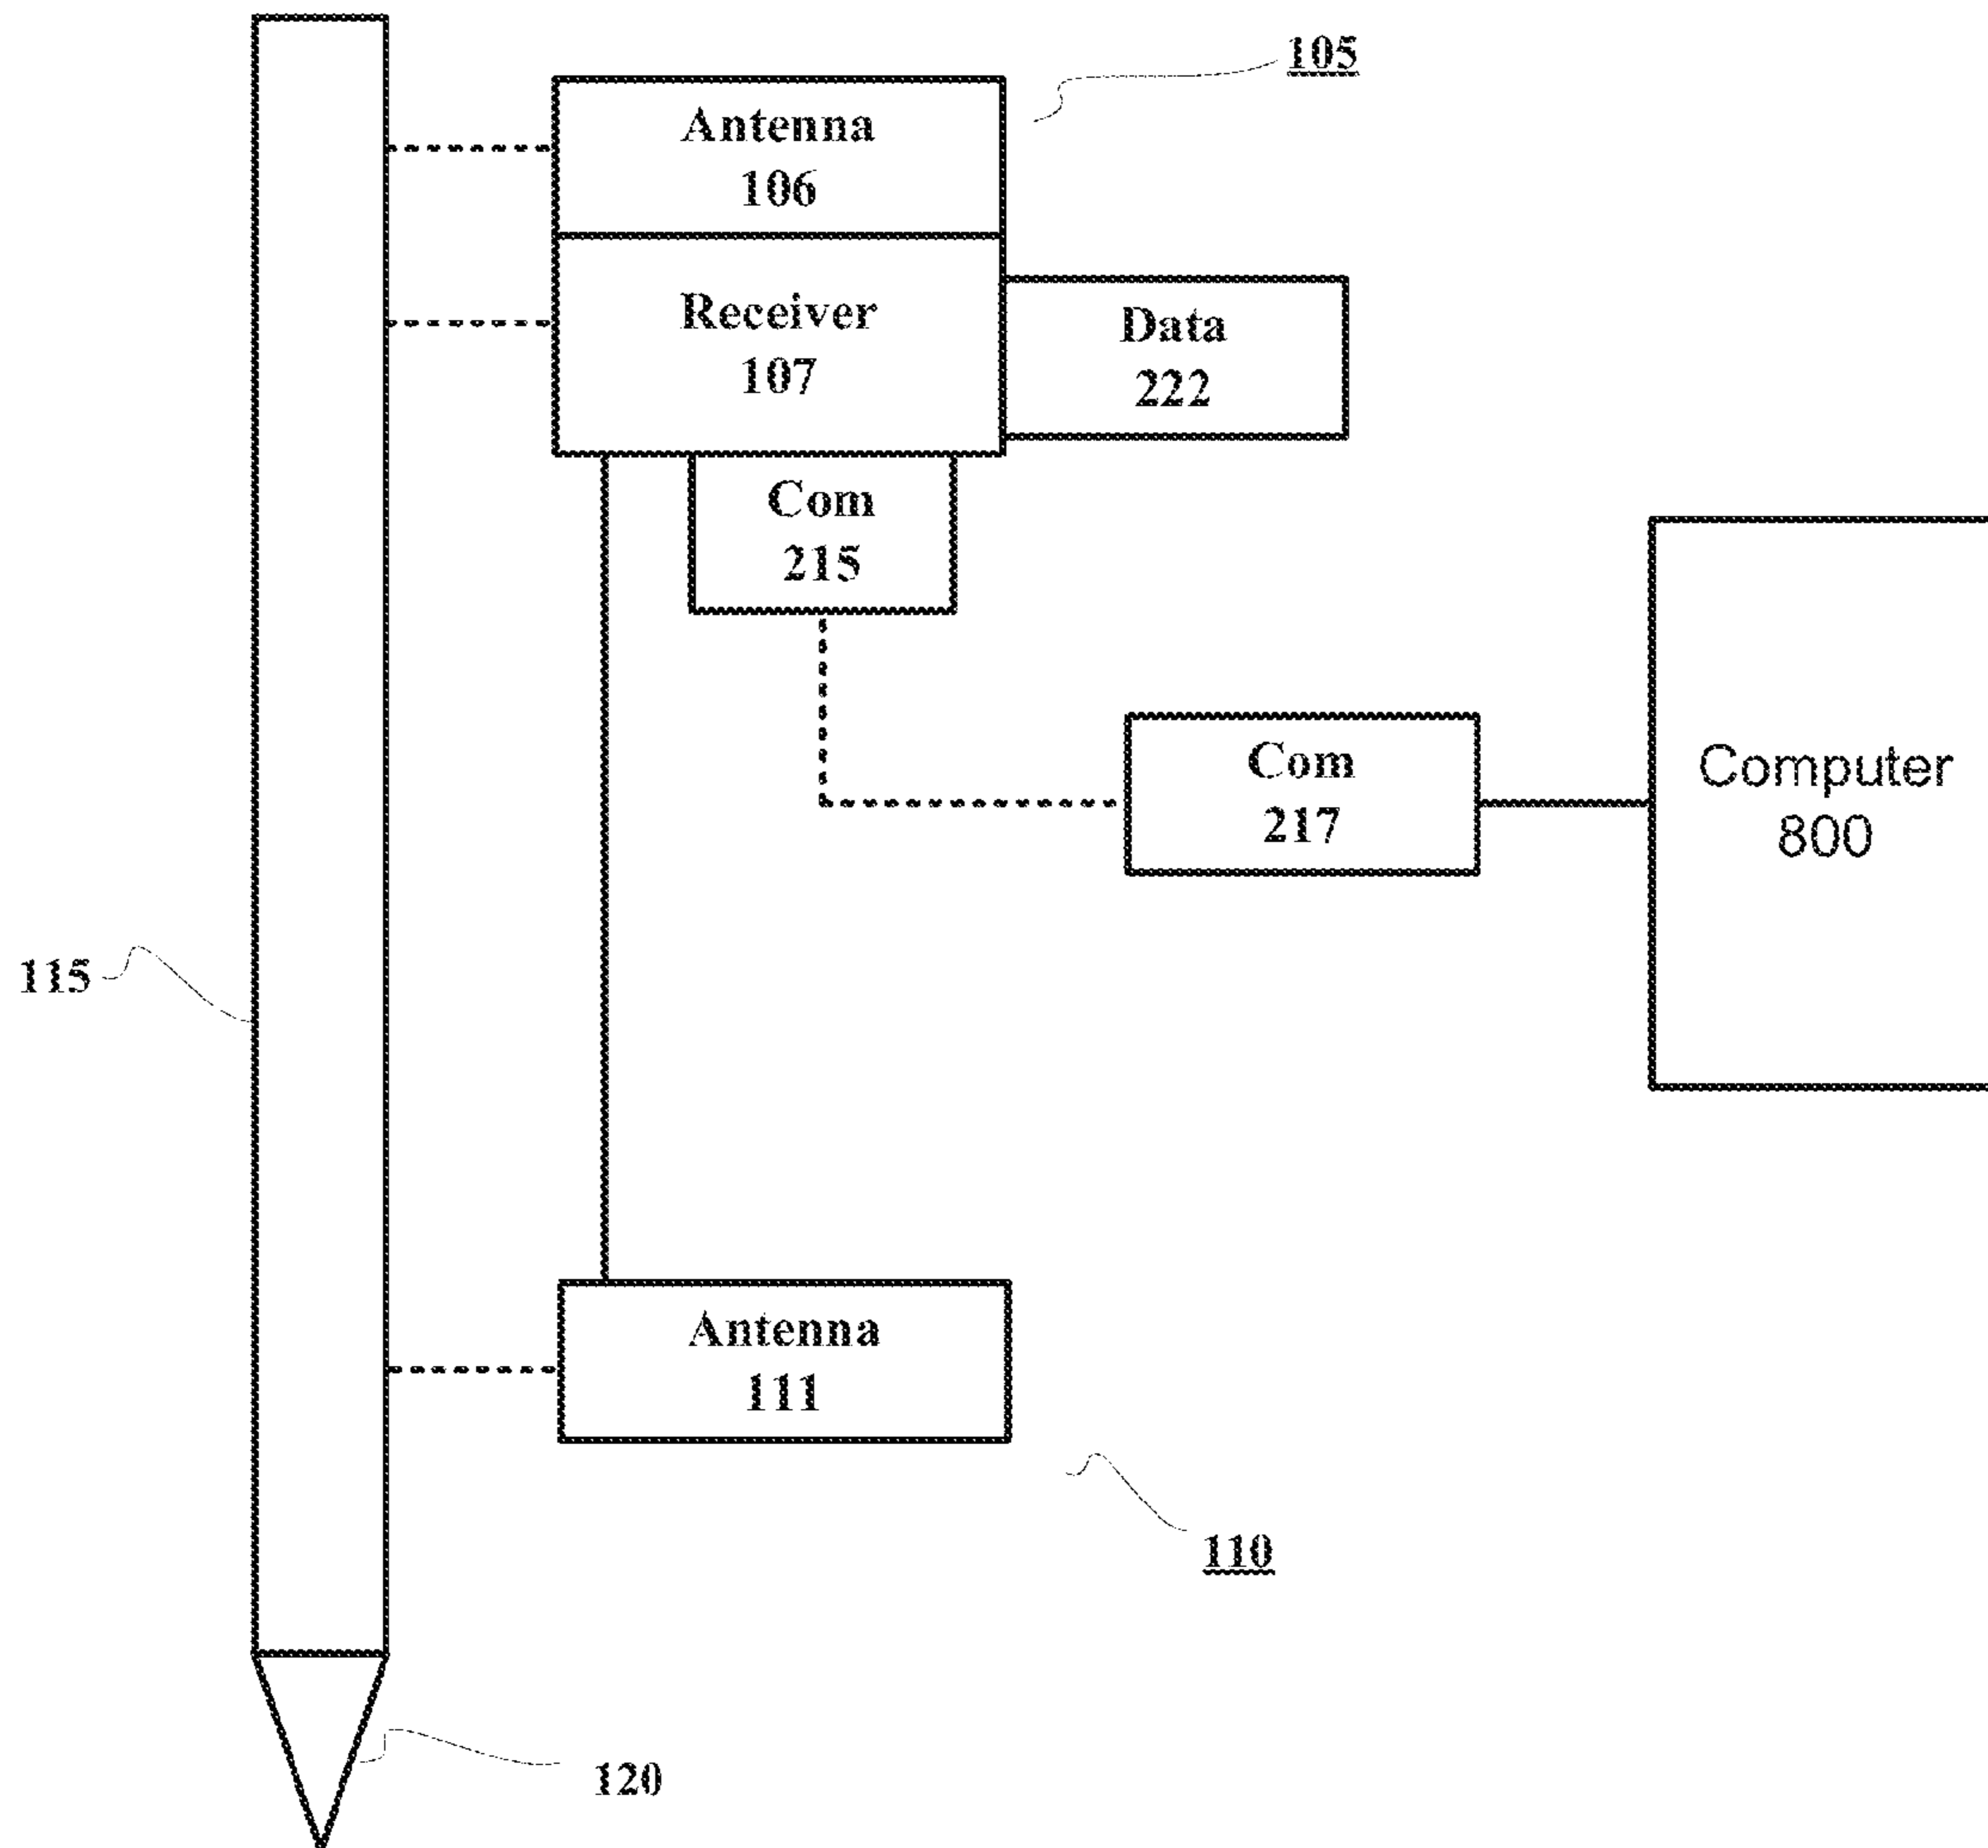 105
Antenna
106
Receiver
107
Data
222
Com
215
Com
217
Computer
800
115
Antenna
111
110
120